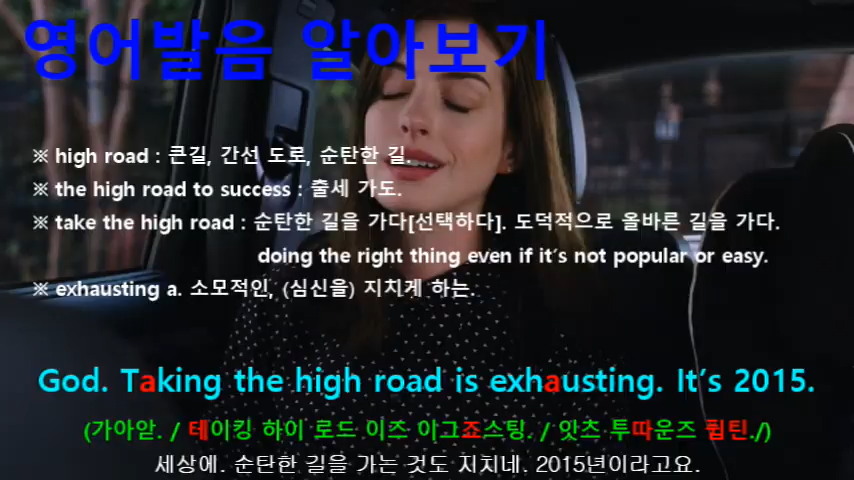 영어발음 알아보기
※ high road : 큰길, 간선 도로, 순탄한 길.
※ the high road to success : 출세 가도.
※ take the high road : 순탄한 길을 가다[선택하다]. 도덕적으로 올바른 길을 가다.
doing the right thing even if it's not popular or easy.
※ exhausting a. 소모적인, (심신을) 지치게 하는.
God. Taking the high road is exhausting. It's 2015.
(가아앋. / 테이킹 하이 로드 이즈 아그죠스팅. / 잇츠 투따운즈 퓓틴./)
세상에. 순탄한 길을 가는 것도 지치네. 2015년이라고요.